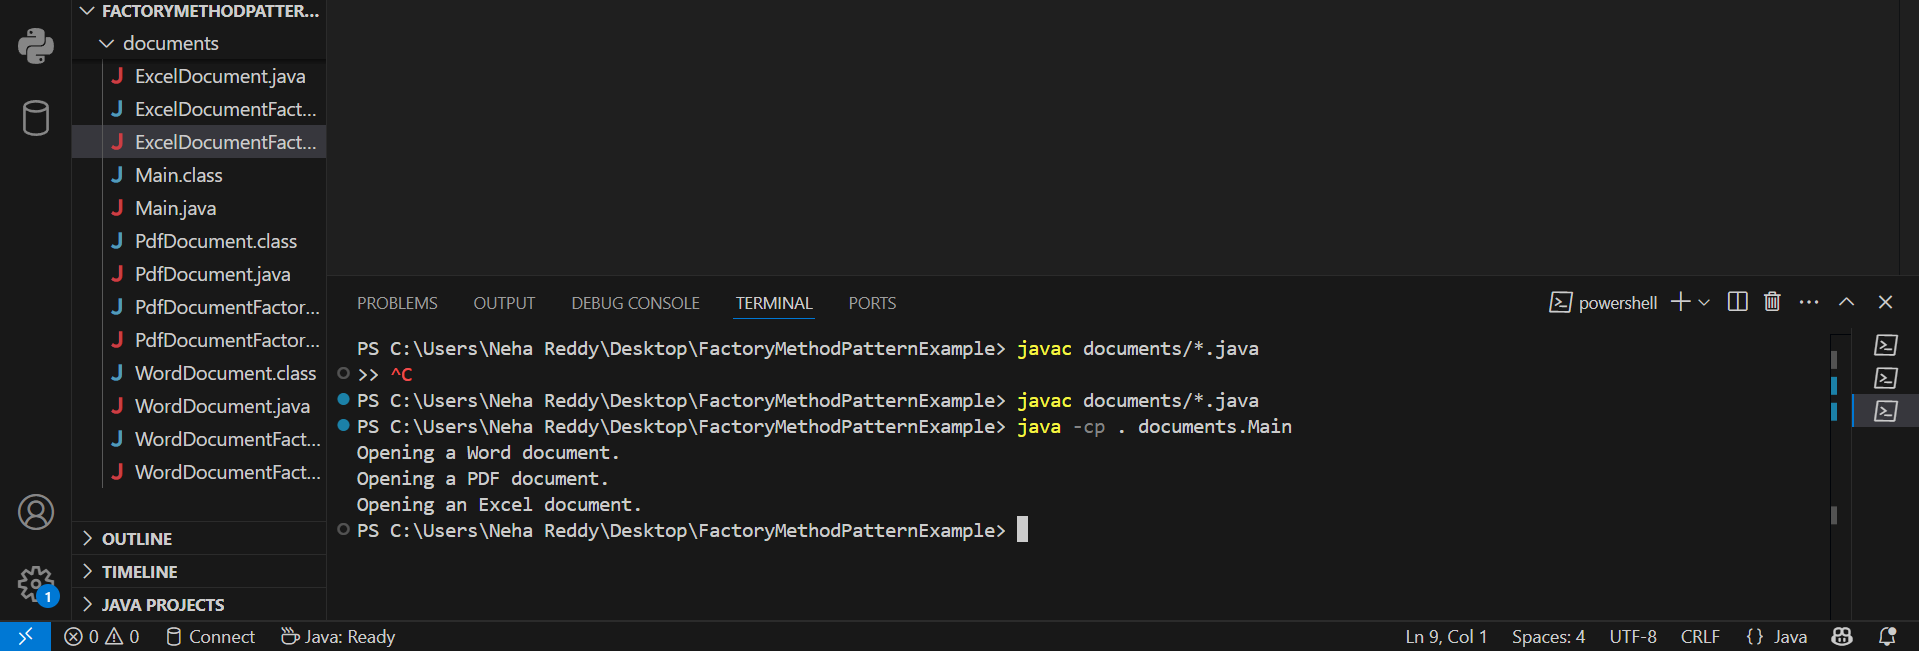 FACTORYMETHODPATTER...
documents
ExcelDocument.java
ExcelDocumentFact...
ExcelDocumentFact...
Main.class
Main.java
PdfDocument.class
PdfDocument.java
PdfDocumentFactor...
PdfDocumentFactor...
WordDocument.class
WordDocument.java
WordDocumentFact...
WordDocumentFact...
OUTLINE
TIMELINE
JAVA PROJECTS
1
PROBLEMS OUTPUT DEBUG CONSOLE TERMINAL PORTS
powershell
PS C:\Users\Neha Reddy\Desktop\FactoryMethodPatternExample> javac documents/*.java
>> ^C
PS C:\Users\Neha Reddy\Desktop\FactoryMethodPatternExample> javac documents/*.java
PS C:\Users\Neha Reddy\Desktop\FactoryMethodPatternExample> java -cp . documents.Main
Opening a Word document.
Opening a PDF document.
Opening an Excel document.
PS C:\Users\Neha Reddy\Desktop\FactoryMethodPatternExample>
0 0 Connect Java: Ready Ln 9, Col 1 Spaces: 4 UTF-8 CRLF {} Java